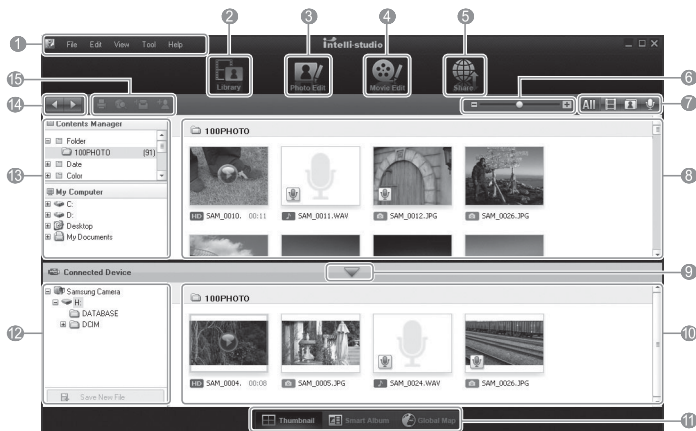 2
3
4
5
1
File Edit View Tool Help
intelli-studio
15
Library
Photo Edit
Movie Edit
Share
6
14
All
7
Contents Manager
100PHOTO
Folder
100PHOTO (91)
Date
Color
13
8
My Computer
C:
D:
Desktop
My Documents
HD SAM_0010. 00:11
SAM_0011.WAV
SAM_0012.JPG
SAM_0026.JPG
Connected Device
9
Samsung Camera
H:
DATABASE
DCIM
100PHOTO
12
10
HD SAM_0004. 00:08
SAM_0005.JPG
SAM_0024.WAV
SAM_0026.JPG
Save New File
Thumbnail
Smart Album
Global Map
11